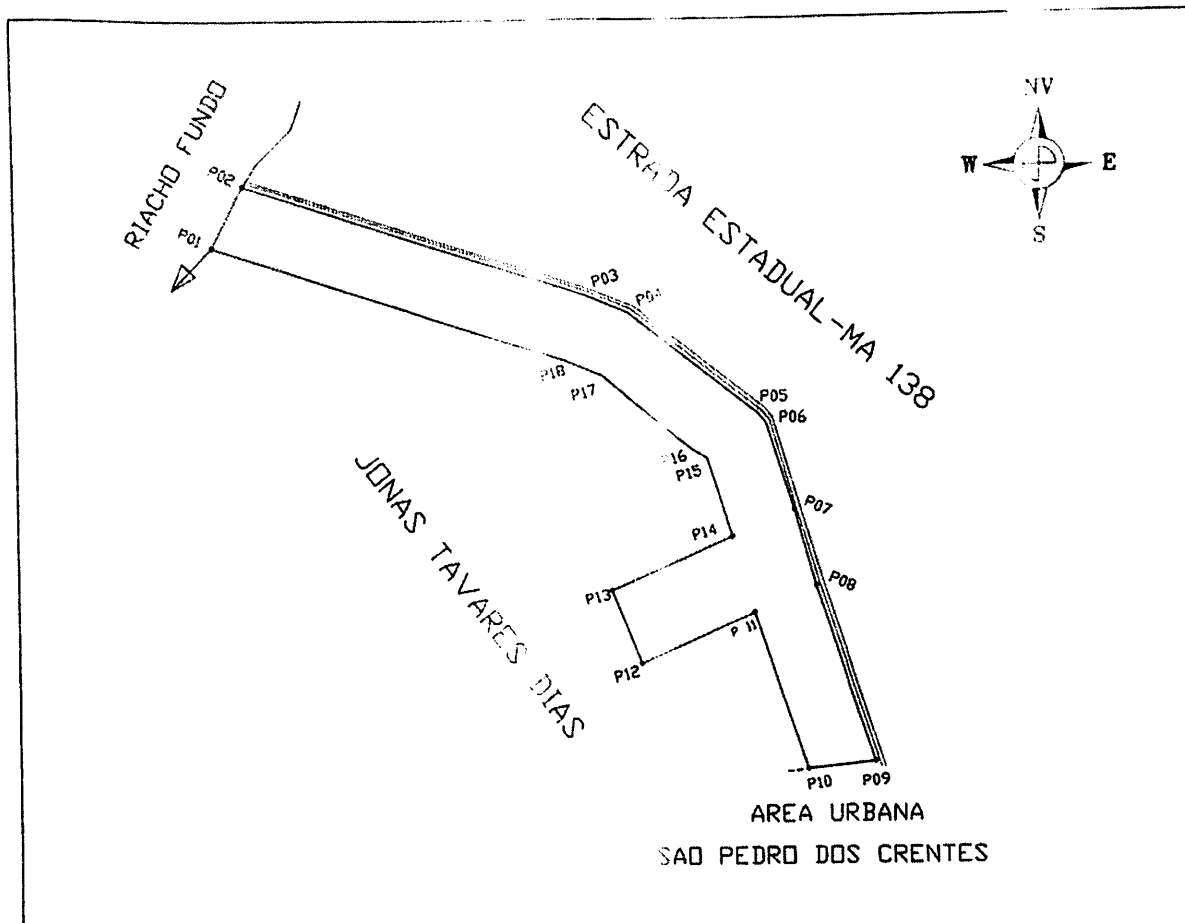 NV
W E
S
RIACHO FUNDO
ESTRADA ESTADUAL-MA 138
P02
P01
P03
P04
P05
P06
P18
P17
P16
P15
P07
P14
P08
P13
P 11
P12
P10
P09
JONAS TAVARES DIAS
AREA URBANA
SAO PEDRO DOS CRENTES